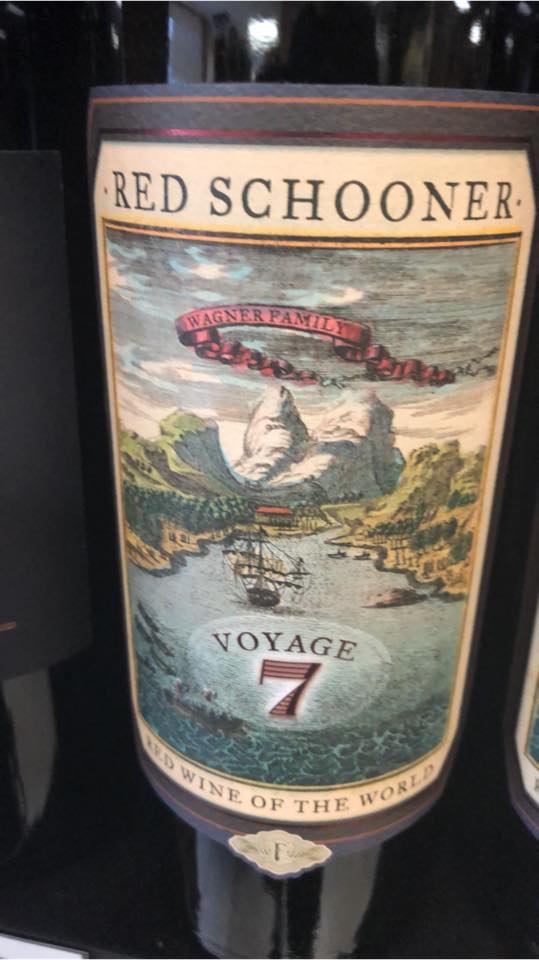 ·RED SCHOONER·
WAGNER FAMILY
VOYAGE
7
RED WINE OF THE WORLD
F